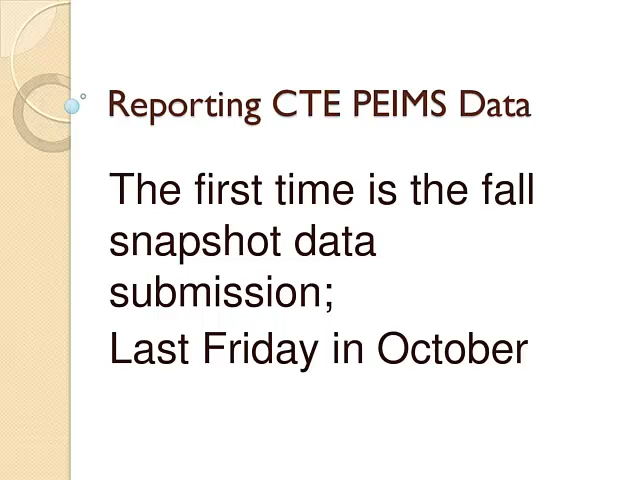 Reporting CTE PEIMS Data
The first time is the fall
snapshot data
submission;
Last Friday in October